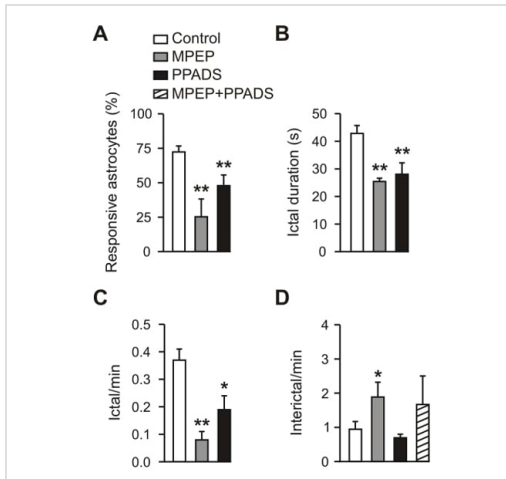 A
Control
MPEP
PPADS
MPEP+PPADS
Responsive astrocytes (%)
100
75
50
25
0
**
**
B
Ictal duration (s)
50
40
30
20
10
0
**
**
C
Ictal/min
0.5
0.4
0.3
0.2
0.1
0.0
**
*
D
Interictal/min
4
3
2
1
0
*